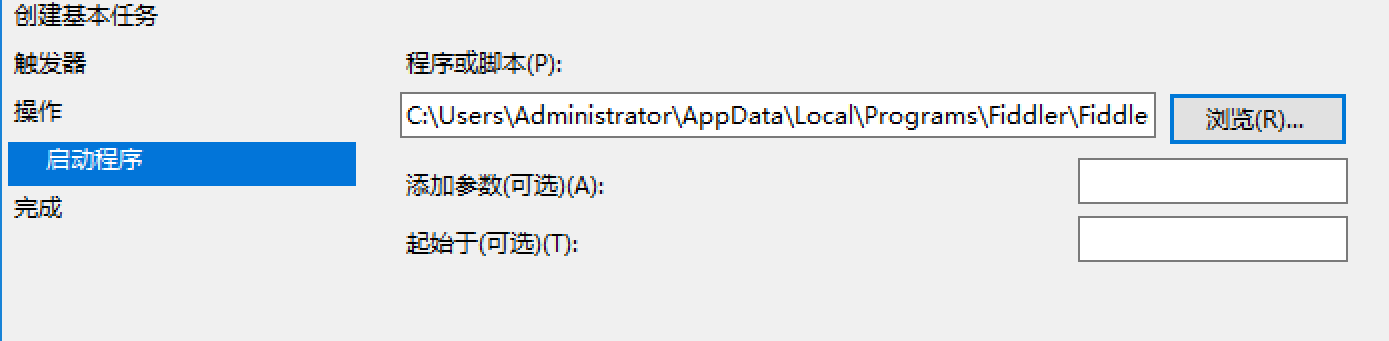 创建基本任务
触发器
程序或脚本(P):
操作
C:\Users\Administrator\AppData\Local\Programs\Fiddler\Fiddle
浏览(R)...
启动程序
添加参数(可选)(A):
完成
起始于(可选)(T):